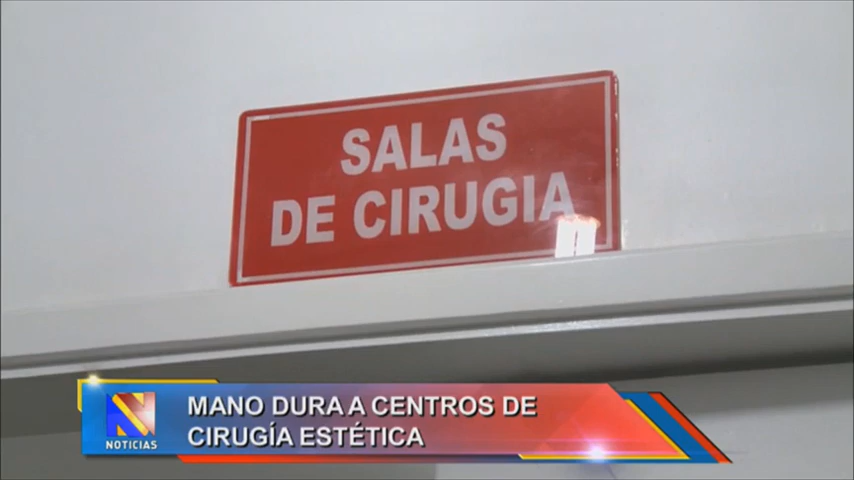 SALAS
DE CIRUGIA
MANO DURA A CENTROS DE
CIRUGÍA ESTÉTICA
N
NOTICIAS